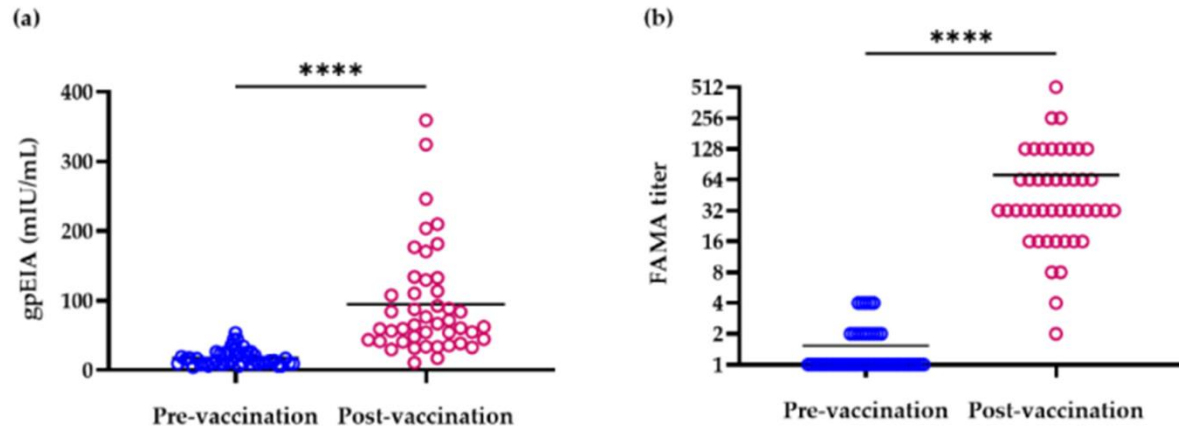 (a)
****
400
300
200
100
0
gpEIA (mIU/mL)
Pre-vaccination Post-vaccination
(b)
****
512
256
128
64
32
16
8
4
2
1
FAMA titer
Pre-vaccination Post-vaccination